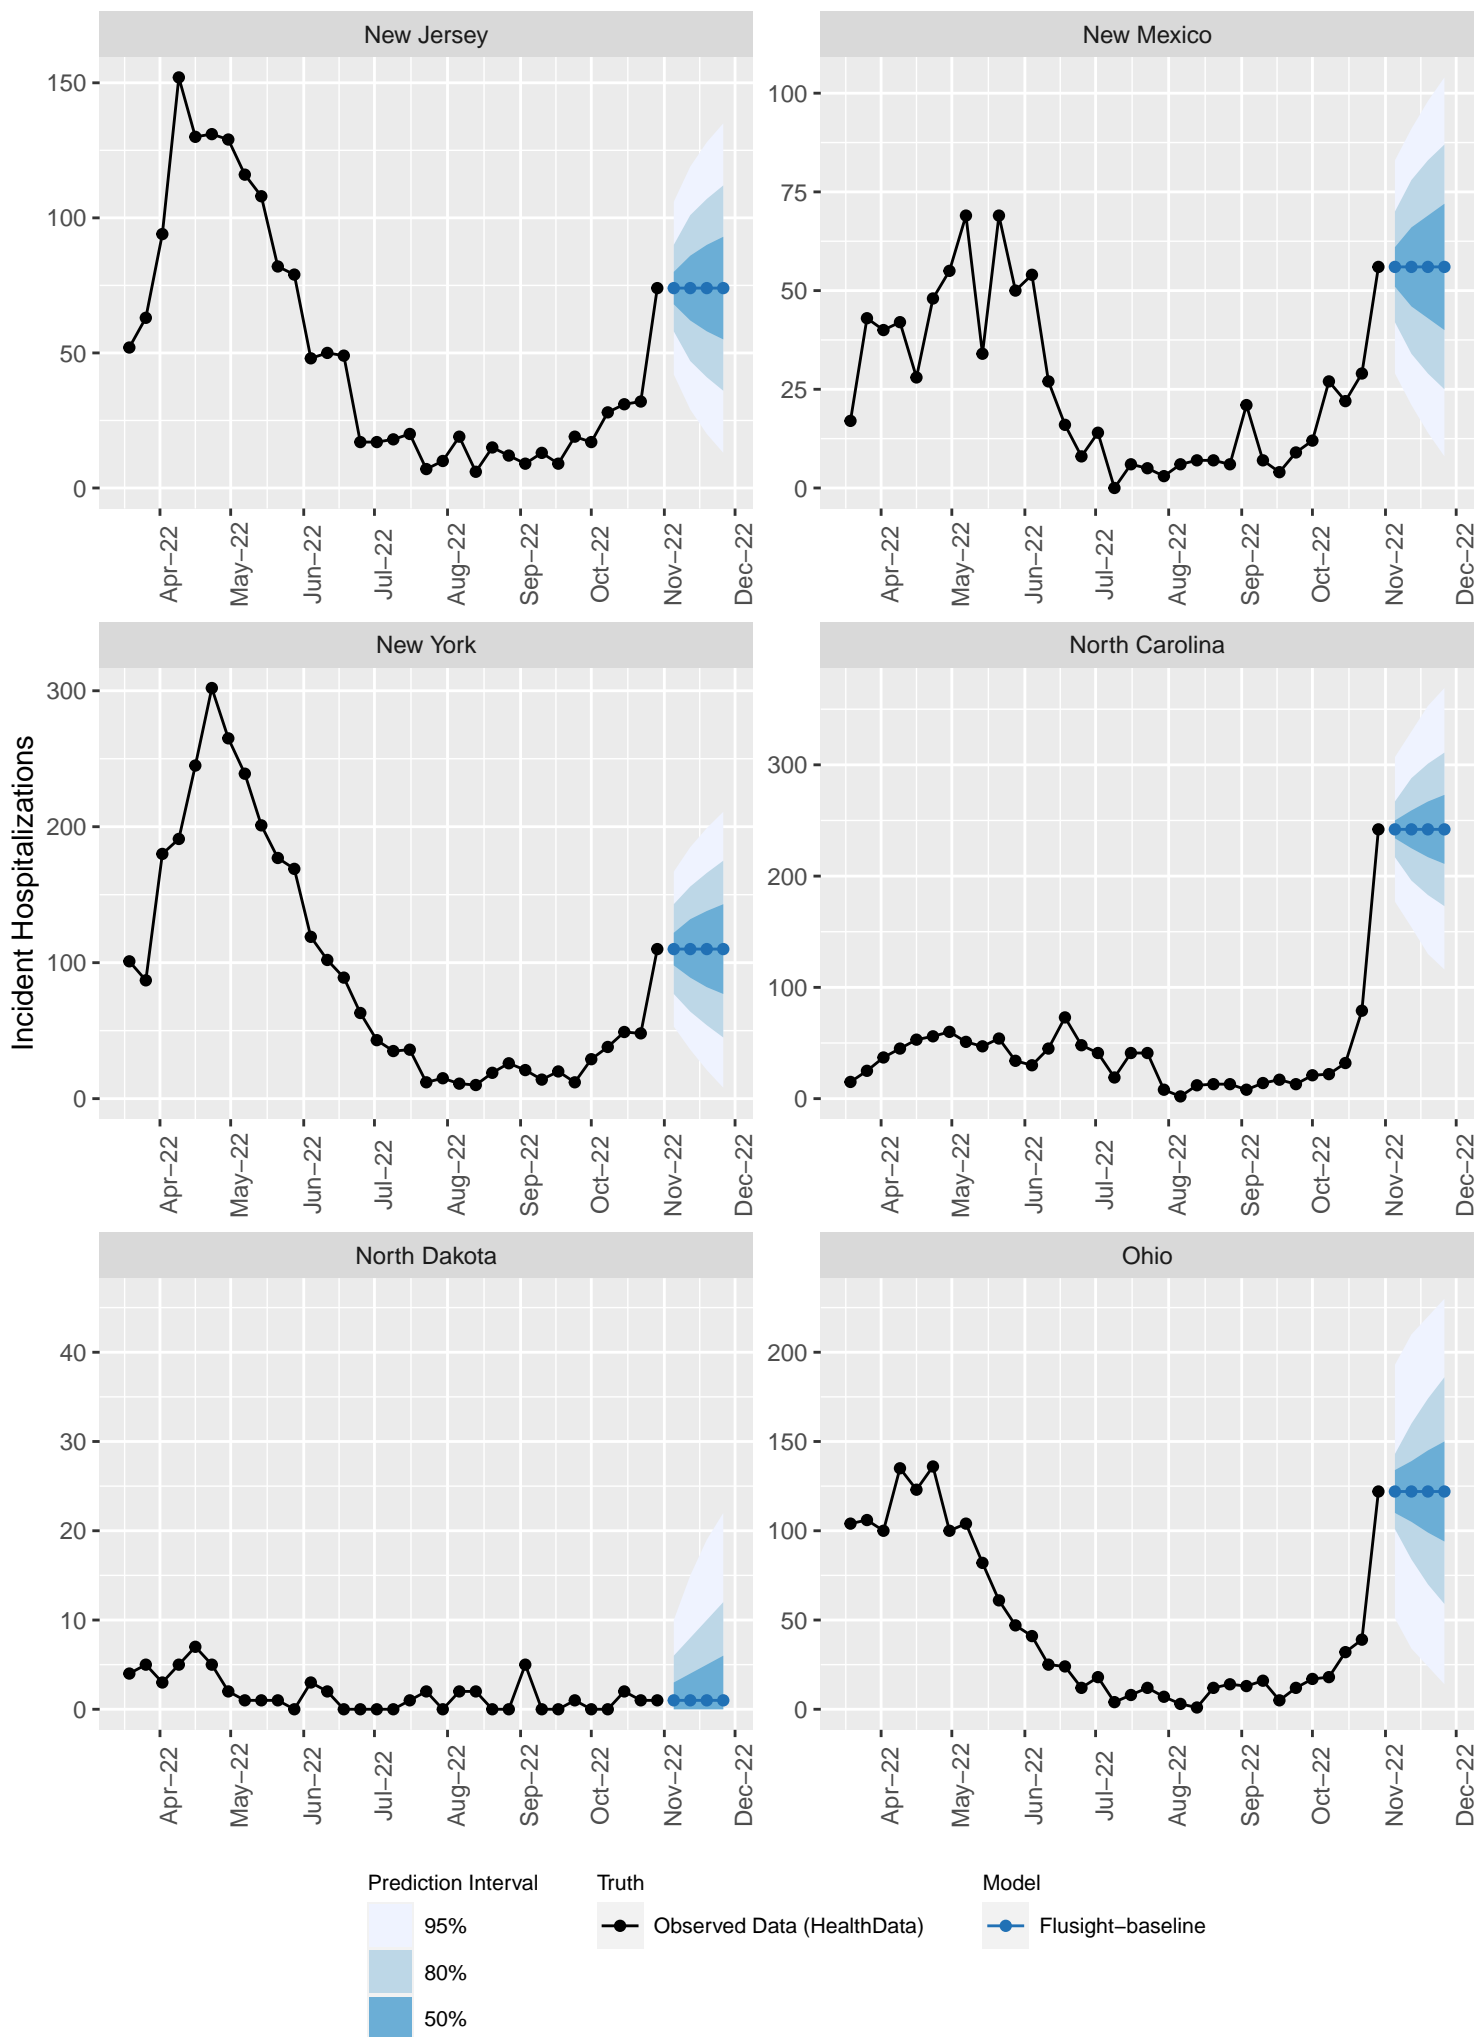 New Jersey
New Mexico
150
100
50
0
100
75
50
25
0
Apr−22
May−22
Jun−22
Jul−22
Aug−22
Sep−22
Oct−22
Nov−22
Dec−22
Apr−22
May−22
Jun−22
Jul−22
Aug−22
Sep−22
Oct−22
Nov−22
Dec−22
Incident Hospitalizations
New York
North Carolina
300
200
100
0
300
200
100
0
Apr−22
May−22
Jun−22
Jul−22
Aug−22
Sep−22
Oct−22
Nov−22
Dec−22
Apr−22
May−22
Jun−22
Jul−22
Aug−22
Sep−22
Oct−22
Nov−22
Dec−22
North Dakota
Ohio
40
30
20
10
0
200
150
100
50
0
Apr−22
May−22
Jun−22
Jul−22
Aug−22
Sep−22
Oct−22
Nov−22
Dec−22
Apr−22
May−22
Jun−22
Jul−22
Aug−22
Sep−22
Oct−22
Nov−22
Dec−22
Prediction Interval
95%
80%
50%
Truth
Observed Data (HealthData)
Model
Flusight−baseline